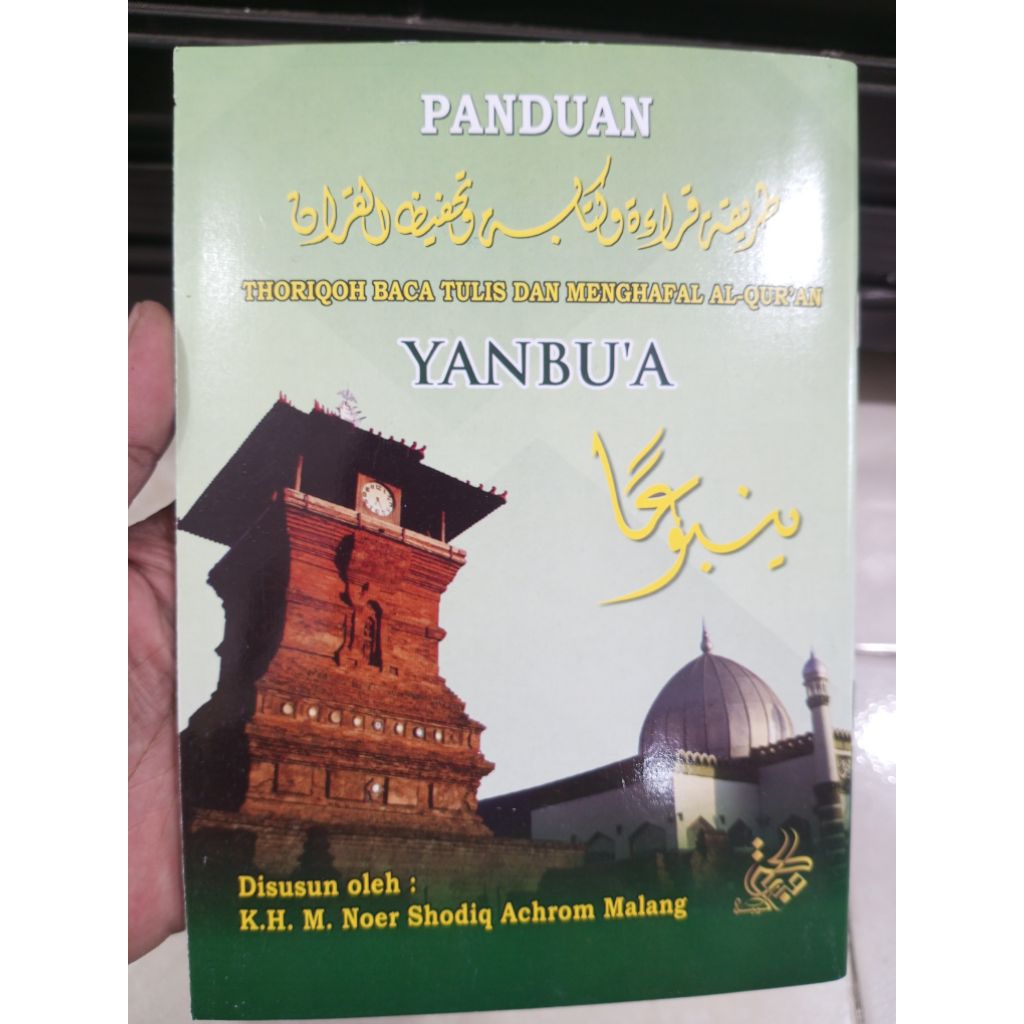 PANDUAN
طريقة قراءة وكتابة وتحفيظ القرآن
THORIQOH BACA TULIS DAN MENGHAFAL AL-QUR'AN
YANBU'A
ينبوعًا
Disusun oleh :
K.H. M. Noer Shodiq Achrom Malang